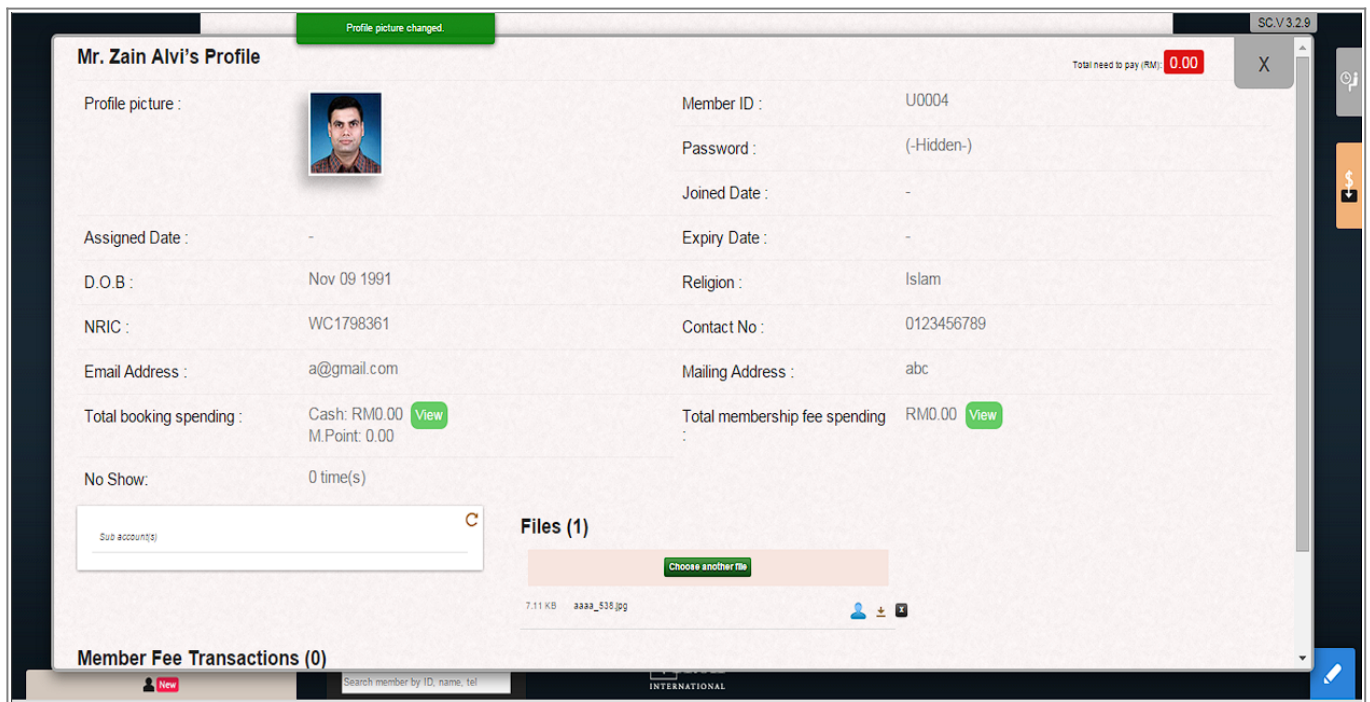 Profile picture changed.
SC.V 3.2.9
Mr. Zain Alvi's Profile
Total need to pay (RM): 0.00
X
Profile picture :
Member ID : U0004
Password : (-Hidden-)
Joined Date : -
Assigned Date : -
Expiry Date : -
D.O.B : Nov 09 1991
Religion : Islam
NRIC : WC1798361
Contact No : 0123456789
Email Address : a@gmail.com
Mailing Address : abc
Total booking spending : Cash: RM0.00 View
M.Point: 0.00
Total membership fee spending : RM0.00 View
No Show: 0 time(s)
Sub account(s)
Files (1)
Choose another file
7.11 KB aaaa_538.jpg
X
Member Fee Transactions (0)
New
Search member by ID, name, tel
INTERNATIONAL